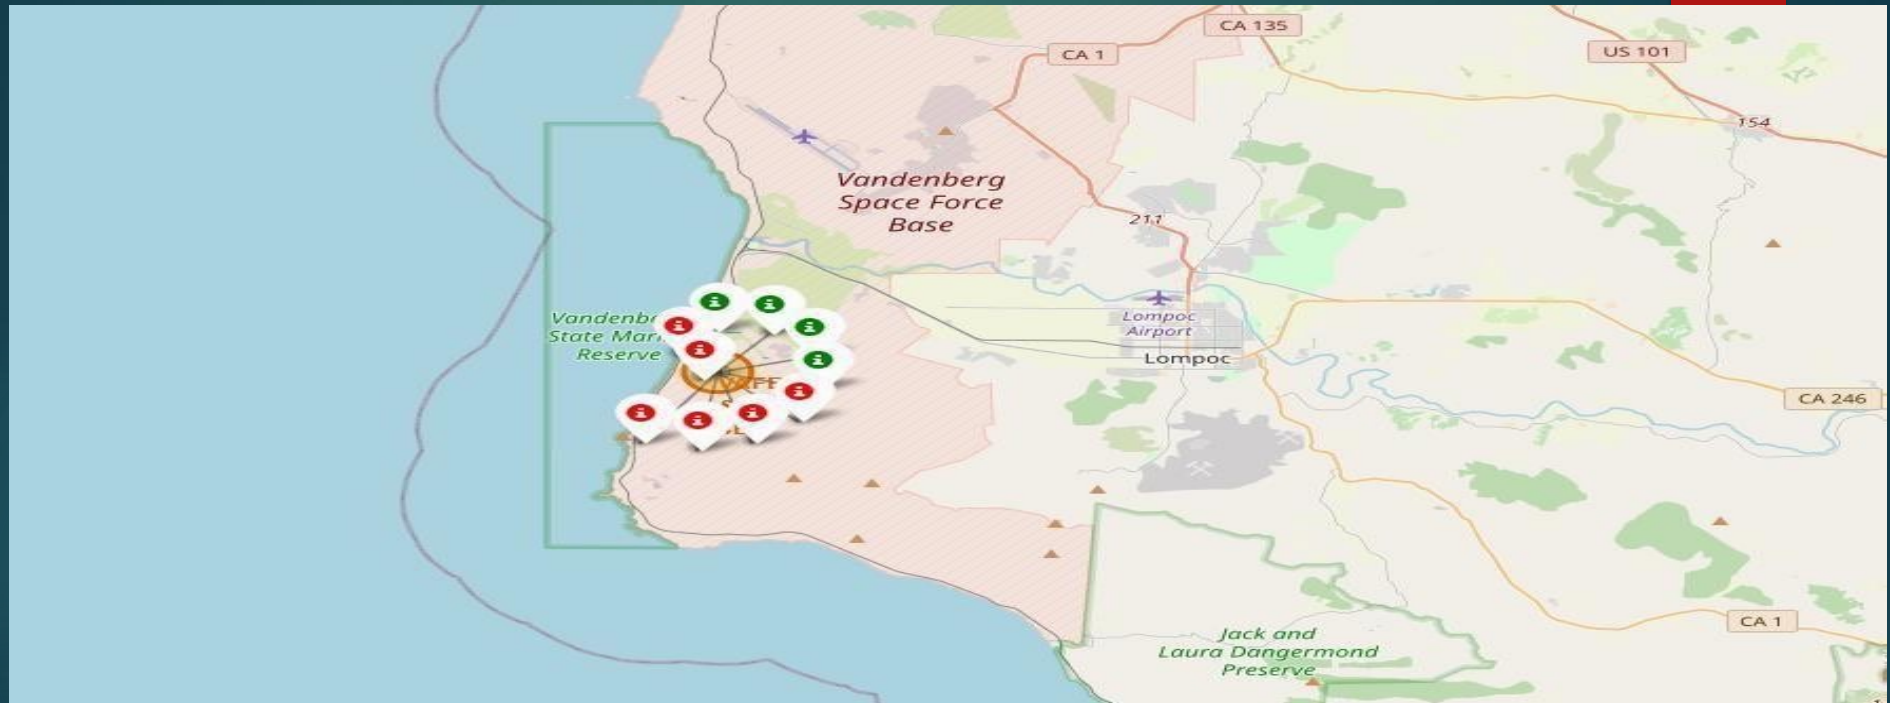 CA 135
US 101
CA 1
154
Vandenberg
Space Force
Base
211
Vandenb
State Mar
Reserve
Lompoc
Airport
Lompoc
CA 246
CA 1
Jack and
Laura Dangermond
Preserve